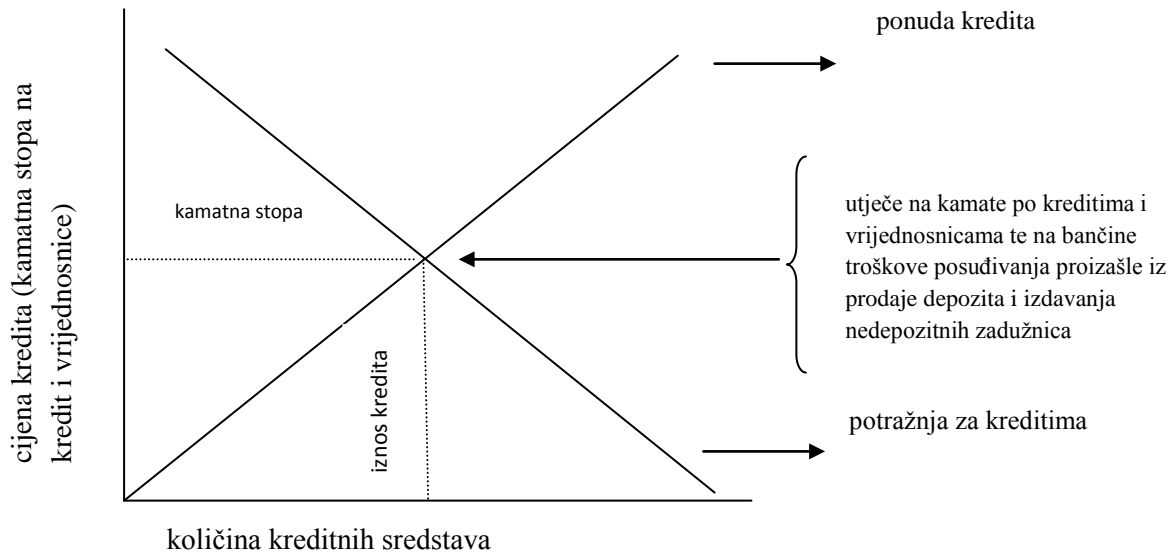 ponuda kredita
cijena kredita (kamatna stopa na
kredit i vrijednosnice)
kamatna stopa
utječe na kamate po kreditima i
vrijednosnicama te na bančine
troškove posuđivanja proizašle iz
prodaje depozita i izdavanja
nedepozitnih zadužnica
iznos kredita
potražnja za kreditima
količina kreditnih sredstava